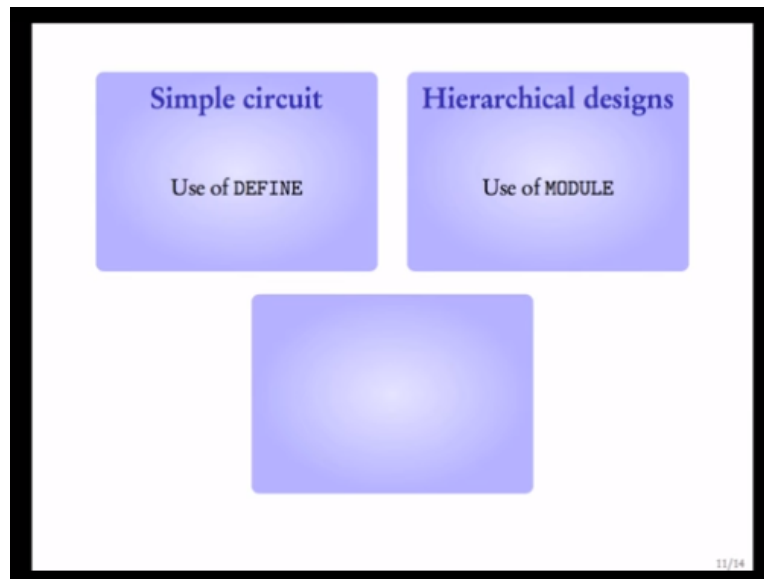 Simple circuit
Use of DEFINE
Hierarchical designs
Use of MODULE
11/14